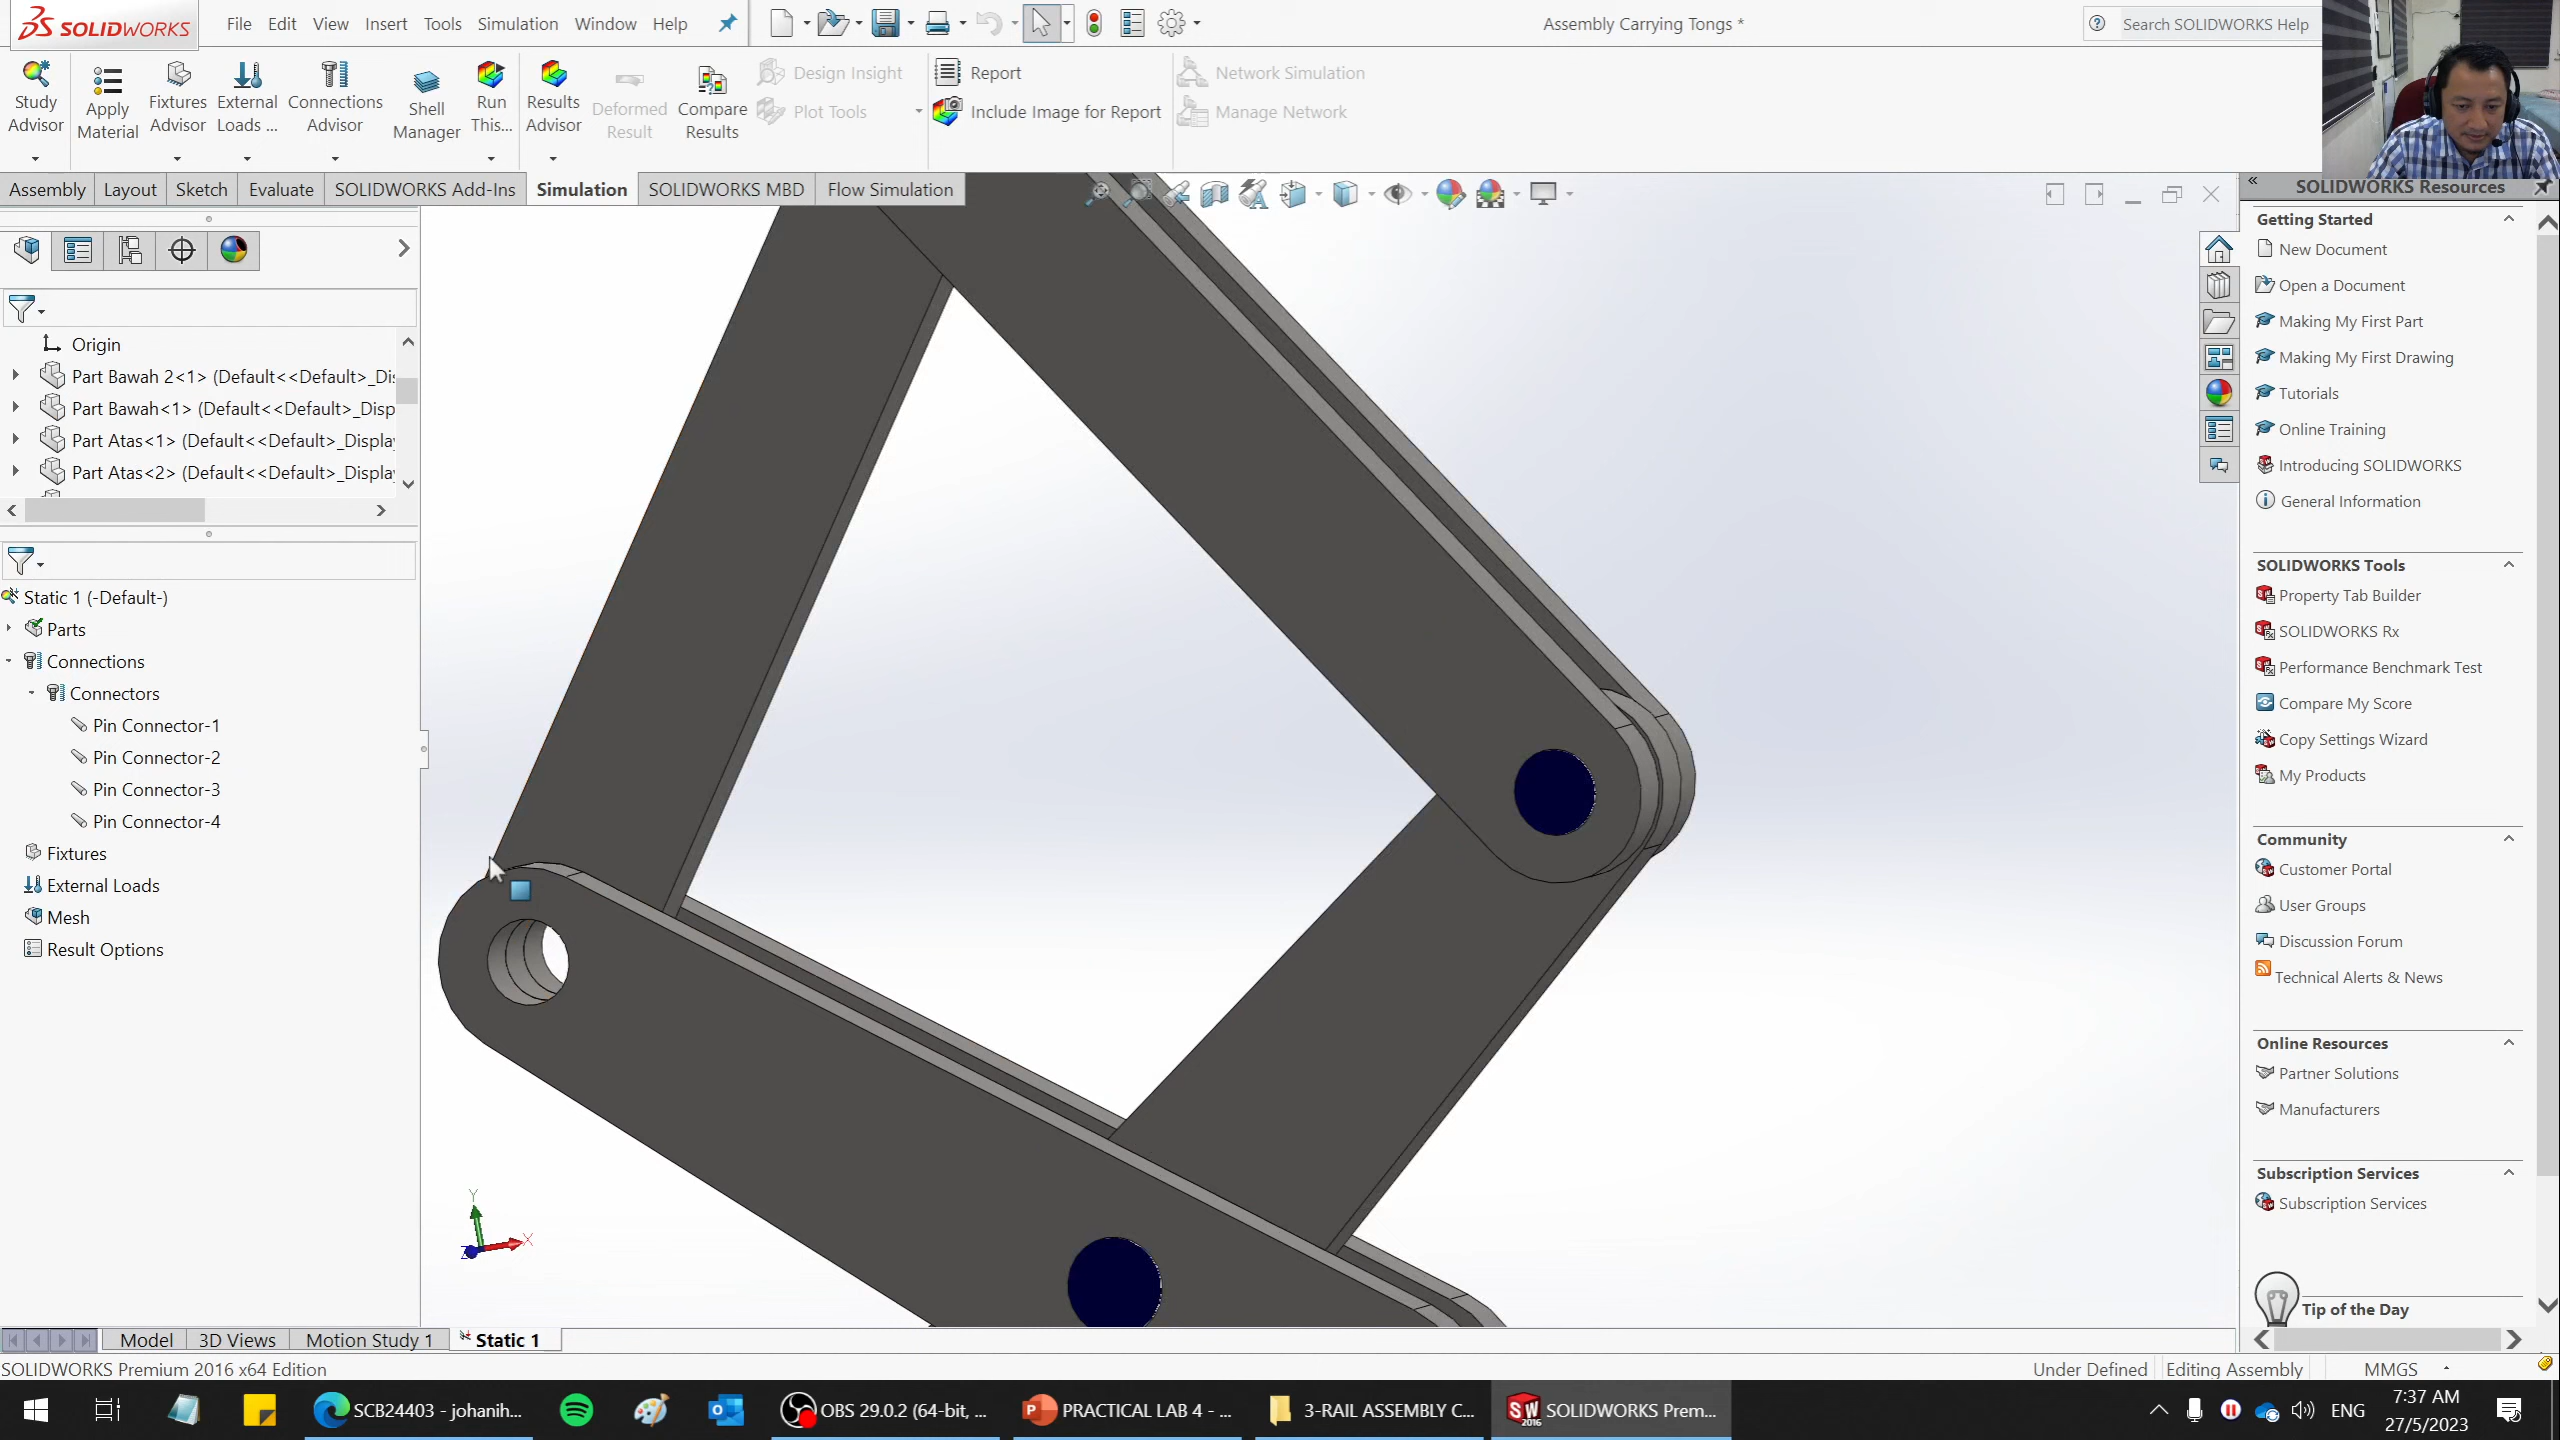 SOLIDWORKS
File Edit View Insert Tools Simulation Window Help
Assembly Carrying Tongs *
Search SOLIDWORKS Help
Study Advisor
Apply Material
Fixtures Advisor
External Loads ...
Connections Advisor
Shell Manager
Run This...
Results Advisor
Deformed Result
Compare Results
Design Insight
Plot Tools
Report
Include Image for Report
Network Simulation
Manage Network
Assembly Layout Sketch Evaluate SOLIDWORKS Add-Ins Simulation SOLIDWORKS MBD Flow Simulation
Origin
Part Bawah 2<1> (Default<<Default>_Di
Part Bawah<1> (Default<<Default>_Disp
Part Atas<1> (Default<<Default>_Display
Part Atas<2> (Default<<Default>_Display
Static 1 (-Default-)
Parts
Connections
Connectors
Pin Connector-1
Pin Connector-2
Pin Connector-3
Pin Connector-4
Fixtures
External Loads
Mesh
Result Options
Y
X
Z
SOLIDWORKS Resources
Getting Started
New Document
Open a Document
Making My First Part
Making My First Drawing
Tutorials
Online Training
Introducing SOLIDWORKS
General Information
SOLIDWORKS Tools
Property Tab Builder
SOLIDWORKS Rx
Performance Benchmark Test
Compare My Score
Copy Settings Wizard
My Products
Community
Customer Portal
User Groups
Discussion Forum
Technical Alerts & News
Online Resources
Partner Solutions
Manufacturers
Subscription Services
Subscription Services
Tip of the Day
Model 3D Views Motion Study 1 Static 1
SOLIDWORKS Premium 2016 x64 Edition
Under Defined Editing Assembly MMGS
SCB24403 - johanih...
OBS 29.0.2 (64-bit, ...
PRACTICAL LAB 4 - ...
3-RAIL ASSEMBLY C...
SOLIDWORKS Prem...
ENG
7:37 AM
27/5/2023